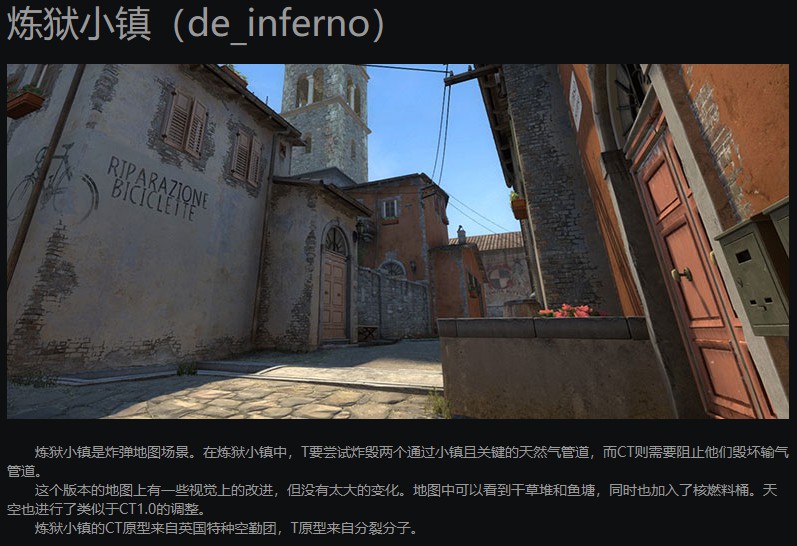 炼狱小镇（de_inferno）
RIPARAZIONE
BICICLETTE
炼狱小镇是炸弹地图场景。在炼狱小镇中，T要尝试炸毁两个通过小镇且关键的天然气管道，而CT则需要阻止他们毁坏输气
管道。
这个版本的地图上有一些视觉上的改进，但没有太大的变化。地图中可以看到干草堆和鱼塘，同时也加入了核燃料桶。天
空也进行了类似于CT1.0的调整。
炼狱小镇的CT原型来自英国特种空勤团，T原型来自分裂分子。